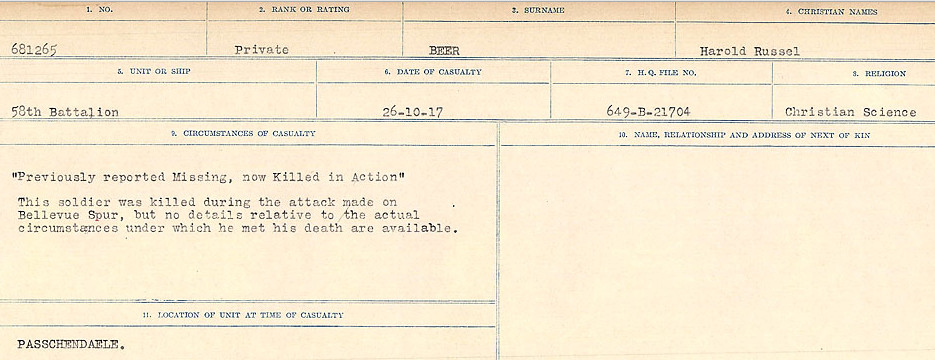 1. NO.
2. RANK OR RATING
3. SURNAME
4. CHRISTIAN NAMES
681265
Private
BEER
Harold Russel
5. UNIT OR SHIP
6. DATE OF CASUALTY
7. H.Q. FILE NO.
8. RELIGION
58th Battalion
26-10-17
649-B-21704
Christian Science
9. CIRCUMSTANCES OF CASUALTY
"Previously reported Missing, now Killed in Action"
This soldier was killed during the attack made on
Bellevue Spur, but no details relative to the actual
circumstances under which he met his death are available.
10. NAME, RELATIONSHIP AND ADDRESS OF NEXT OF KIN
11. LOCATION OF UNIT AT TIME OF CASUALTY
PASSCHENDAELE.